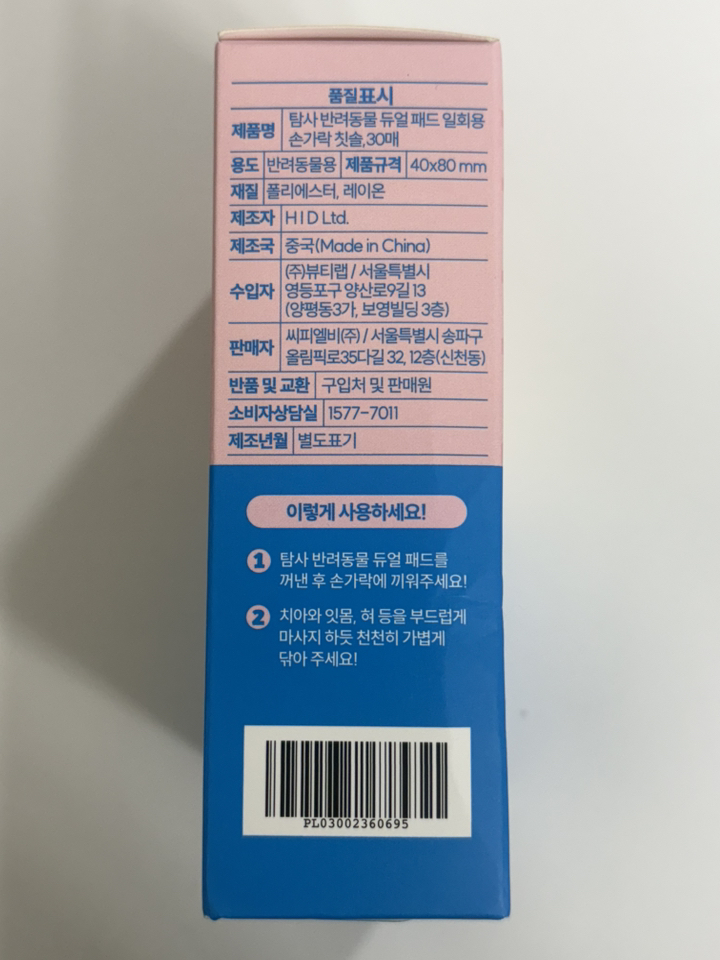 품질표시
제품명 탐사 반려동물 듀얼 패드 일회용
손가락 칫솔,30매
용도 반려동물용 제품규격 40x80 mm
재질 폴리에스터, 레이온
제조자 H I D Ltd.
제조국 중국(Made in China)
수입자 (주)뷰티랩 / 서울특별시
영등포구 양산로9길 13
(양평동3가, 보영빌딩 3층)
판매자 씨피엘비(주) / 서울특별시 송파구
올림픽로35다길 32, 12층(신천동)
반품 및 교환 구입처 및 판매원
소비자상담실 1577-7011
제조년월 별도표기
이렇게 사용하세요!
1 탐사 반려동물 듀얼 패드를
꺼낸 후 손가락에 끼워주세요!
2 치아와 잇몸, 혀 등을 부드럽게
마사지 하듯 천천히 가볍게
닦아 주세요!
PL03002360695